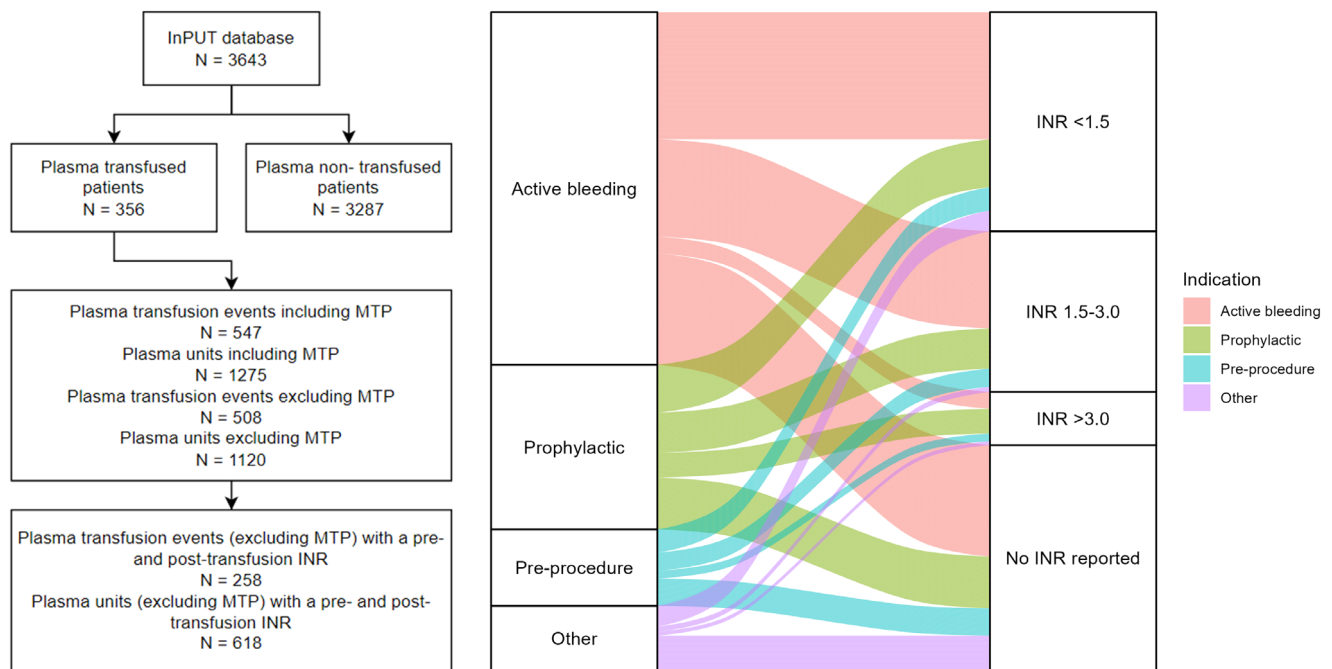 InPUT database
N = 3643
Plasma transfused
patients
N = 356
Plasma non- transfused
patients
N = 3287
Plasma transfusion events including MTP
N = 547
Plasma units including MTP
N = 1275
Plasma transfusion events excluding MTP
N = 508
Plasma units excluding MTP
N = 1120
Plasma transfusion events (excluding MTP) with a pre-
and post-transfusion INR
N = 258
Plasma units (excluding MTP) with a pre- and post-
transfusion INR
N = 618
Active bleeding
Prophylactic
Pre-procedure
Other
INR <1.5
INR 1.5-3.0
INR >3.0
No INR reported
Indication
Active bleeding
Prophylactic
Pre-procedure
Other